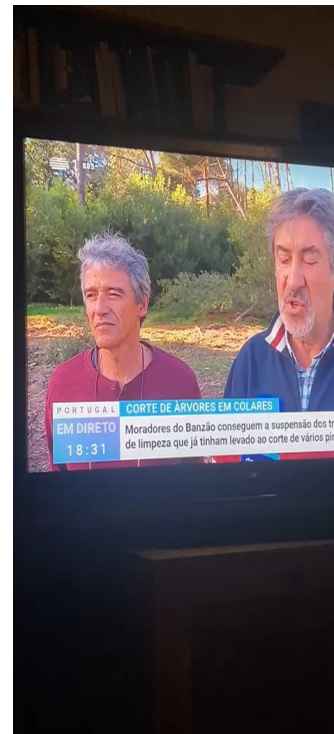 PORTUGAL
CORTE DE ÁRVORES EM COLARES
EM DIRETO
18:31
Moradores do Banzão conseguem a suspensão dos
de limpeza que já tinham levado ao corte de vários